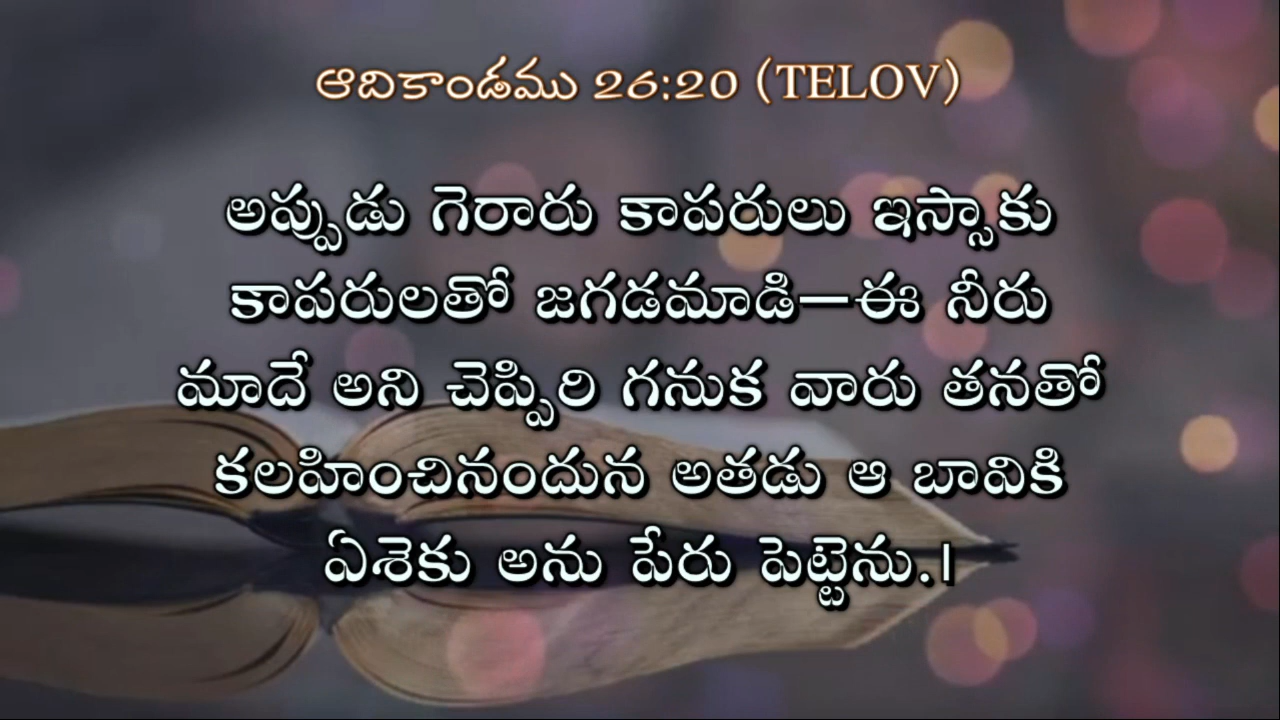 ఆదికాండము 26:20 (TELOV)
అప్పుడు గెరారు కాపరులు ఇస్సాకు
కాపరులతో జగడమాడి—ఈ నీరు
మాదే అని చెప్పిరి గనుక వారు తనతో
కలహించినందున అతడు ఆ బావికి
ఏశెకు అను పేరు పెట్టెను.।